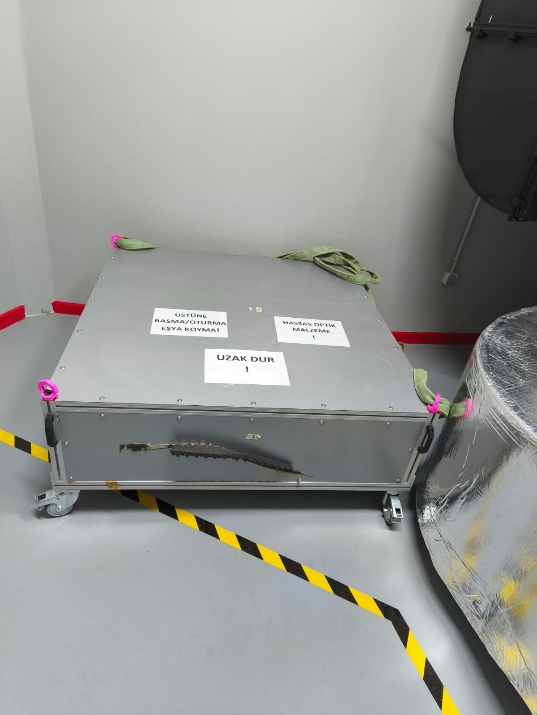 ÜSTÜNE
BASMA/OTURMA
EŞYA KOYMA!
HASSAS OPTİK
MALZEME
!
UZAK DUR
!